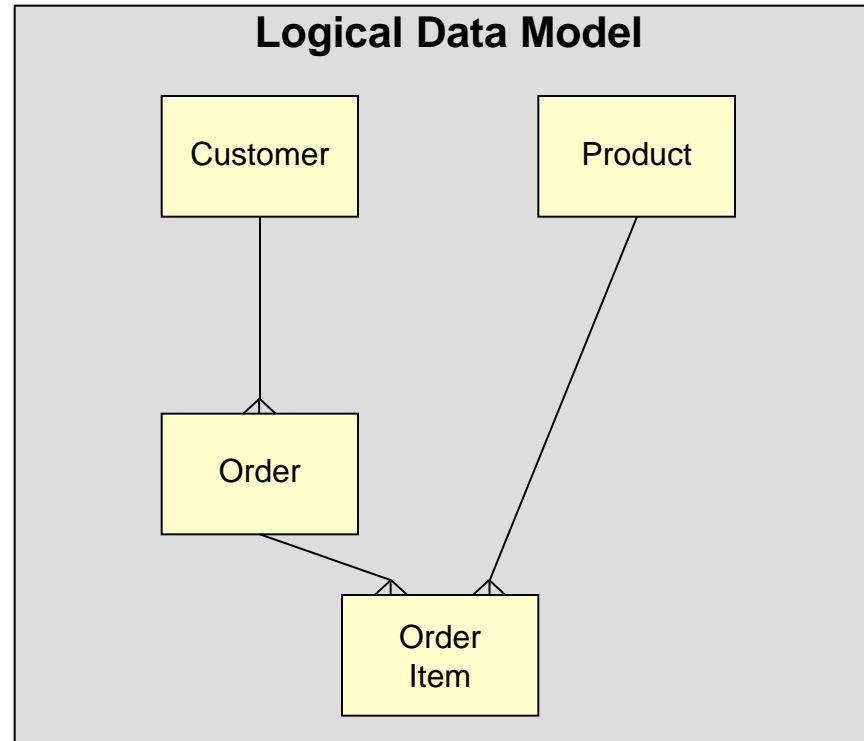 Logical Data Model
Customer
Product
Order
Order
Item